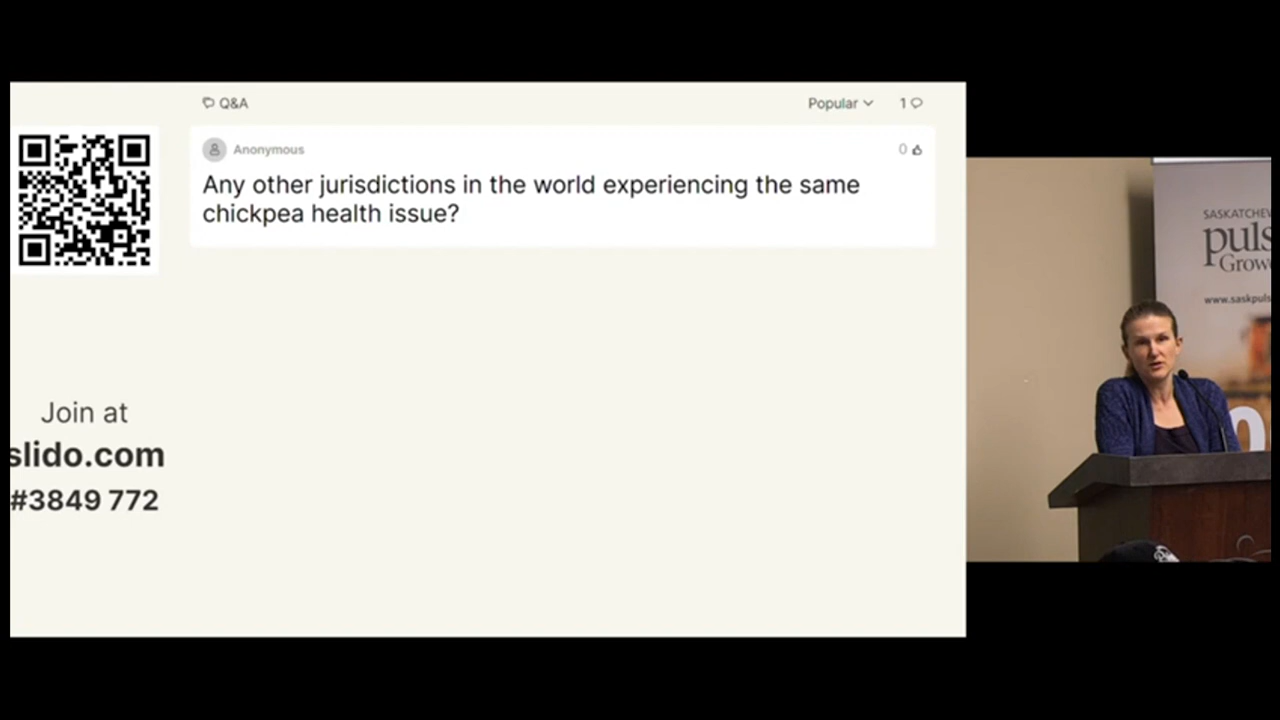 Q&A
Popular
1
Anonymous
0
Any other jurisdictions in the world experiencing the same
chickpea health issue?
Join at
slido.com
#3849 772
SASKATCHEW
puls
Grow
www.saskpuls